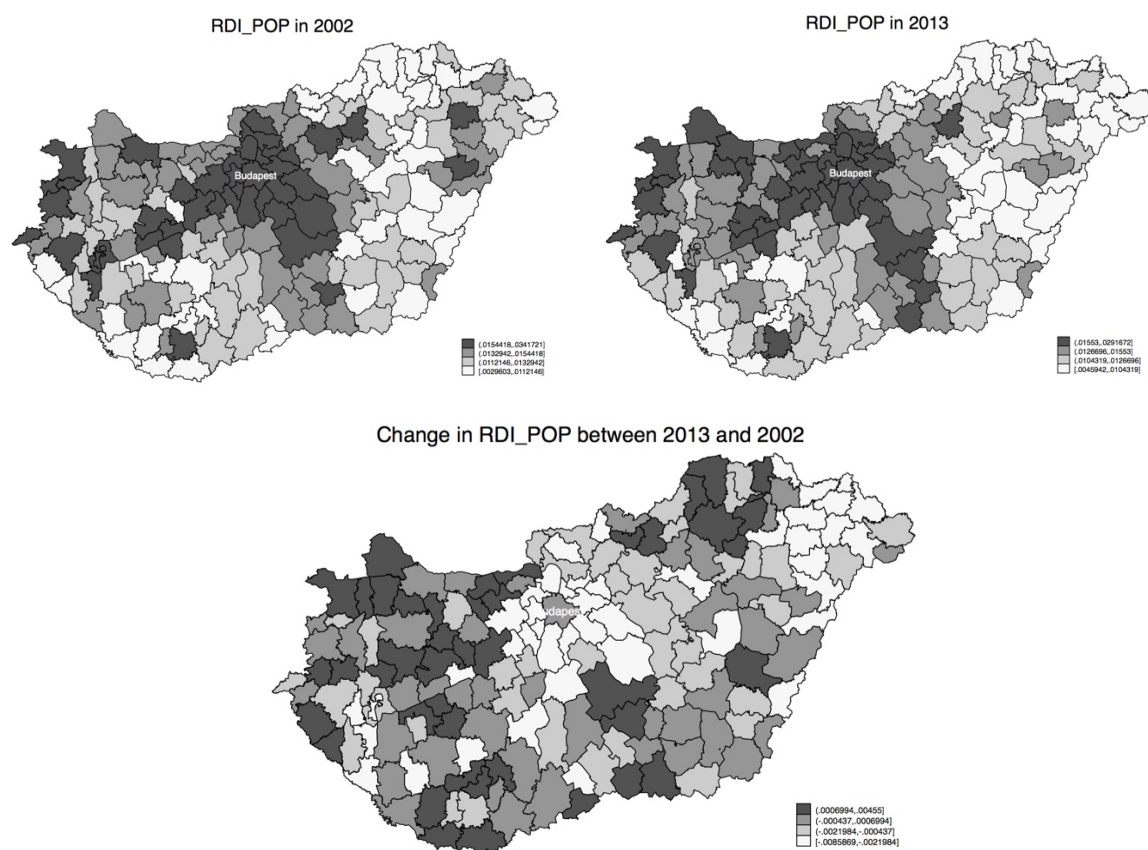 RDI_POP in 2002
Budapest
(.0154418,.0341721]
(.0132942,.0154418]
(.0112146,.0132942]
[.0029603,.0112146]
RDI_POP in 2013
Budapest
(.01553,.0291672]
(.0126696,.01553]
(.0104319,.0126696]
[.0045942,.0104319]
Change in RDI_POP between 2013 and 2002
Budapest
(.0006994,.00455]
(-.000437,.0006994]
(-.0021984,-.000437]
[-.0085869,-.0021984]